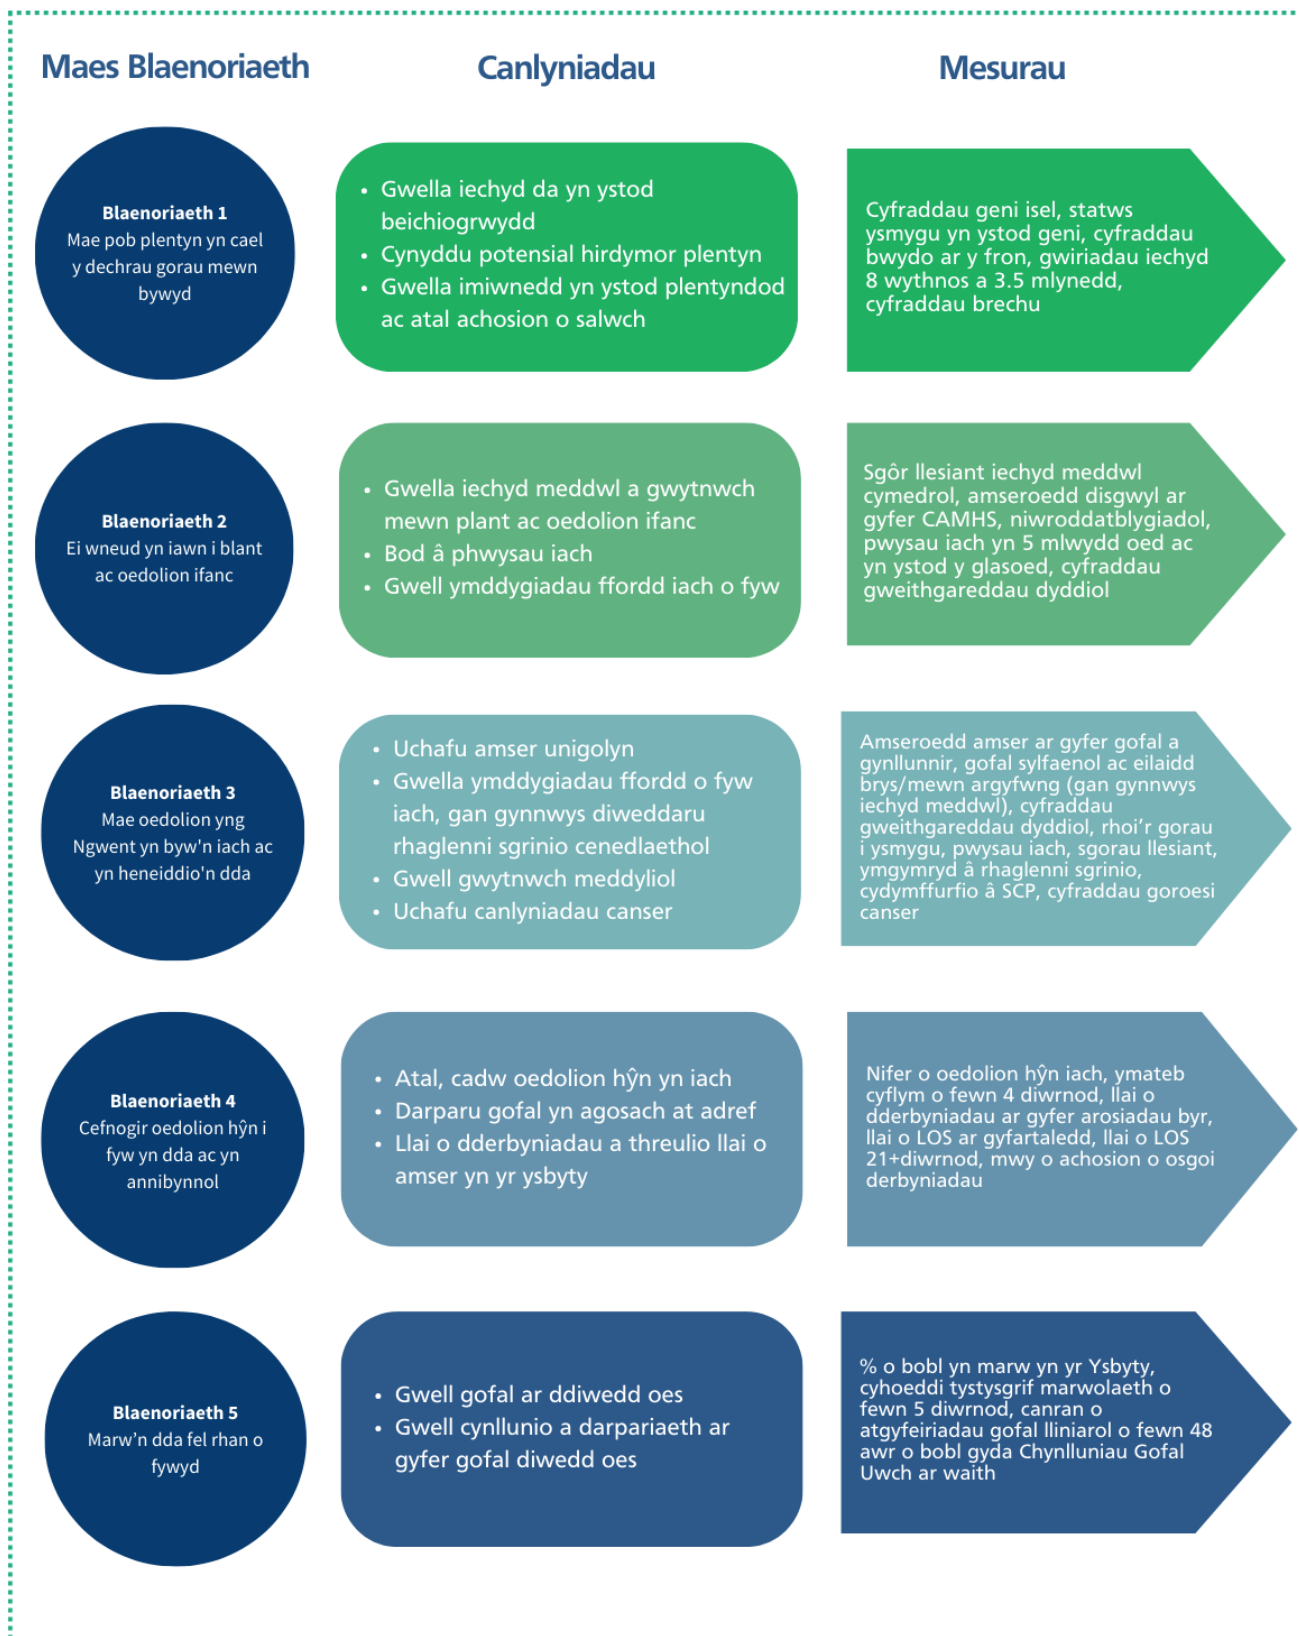 Maes Blaenoriaeth
Canlyniadau
Mesurau
Blaenoriaeth 1
Mae pob plentyn yn cael
y dechrau gorau mewn
bywyd
• Gwella iechyd da yn ystod
beichiogrwydd
• Cynyddu potensial hirdymor plentyn
• Gwella imiwnedd yn ystod plentyndod
ac atal achosion o salwch
Cyfraddau geni isel, statws
ysmygu yn ystod geni, cyfraddau
bwydo ar y fron, gwiriadau iechyd
8 wythnos a 3.5 mlynedd,
cyfraddau brechu
Blaenoriaeth 2
Ei wneud yn iawn i blant
ac oedolion ifanc
• Gwella iechyd meddwl a gwytnwch
mewn plant ac oedolion ifanc
• Bod â phwysau iach
• Gwell ymddygiadau ffordd iach o fyw
Sgôr llesiant iechyd meddwl
cymedrol, amseroedd disgwyl ar
gyfer CAMHS, niwroddatblygiadol,
pwysau iach yn 5 mlwydd oed ac
yn ystod y glasoed, cyfraddau
gweithgareddau dyddiol
Blaenoriaeth 3
Mae oedolion yng
Ngwent yn byw'n iach ac
yn heneiddio'n dda
• Uchafu amser unigolyn
• Gwella ymddygiadau ffordd o fyw
iach, gan gynnwys diweddaru
rhaglenni sgrinio cenedlaethol
• Gwell gwytnwch meddyliol
• Uchafu canlyniadau canser
Amseroedd amser ar gyfer gofal a
gynllunnir, gofal sylfaenol ac eilaidd
brys/mewn argyfwng (gan gynnwys
iechyd meddwl), cyfraddau
gweithgareddau dyddiol, rhoi’r gorau
i ysmygu, pwysau iach, sgorau llesiant,
ymgymryd â rhaglenni sgrinio,
cydymffurfio â SCP, cyfraddau goroesi
canser
Blaenoriaeth 4
Cefnogir oedolion hŷn i
fyw yn dda ac yn
annibynnol
• Atal, cadw oedolion hŷn yn iach
• Darparu gofal yn agosach at adref
• Llai o dderbyniadau a threulio llai o
amser yn yr ysbyty
Nifer o oedolion hŷn iach, ymateb
cyflym o fewn 4 diwrnod, llai o
dderbyniadau ar gyfer arosiadau byr,
llai o LOS ar gyfartaledd, llai o LOS
21+diwrnod, mwy o achosion o osgoi
derbyniadau
Blaenoriaeth 5
Marw’n dda fel rhan o
fywyd
• Gwell gofal ar ddiwedd oes
• Gwell cynllunio a darpariaeth ar
gyfer gofal diwedd oes
% o bobl yn marw yn yr Ysbyty,
cyhoeddi tystysgrif marwolaeth o
fewn 5 diwrnod, canran o
atgyfeiriadau gofal lliniarol o fewn 48
awr o bobl gyda Chynlluniau Gofal
Uwch ar waith